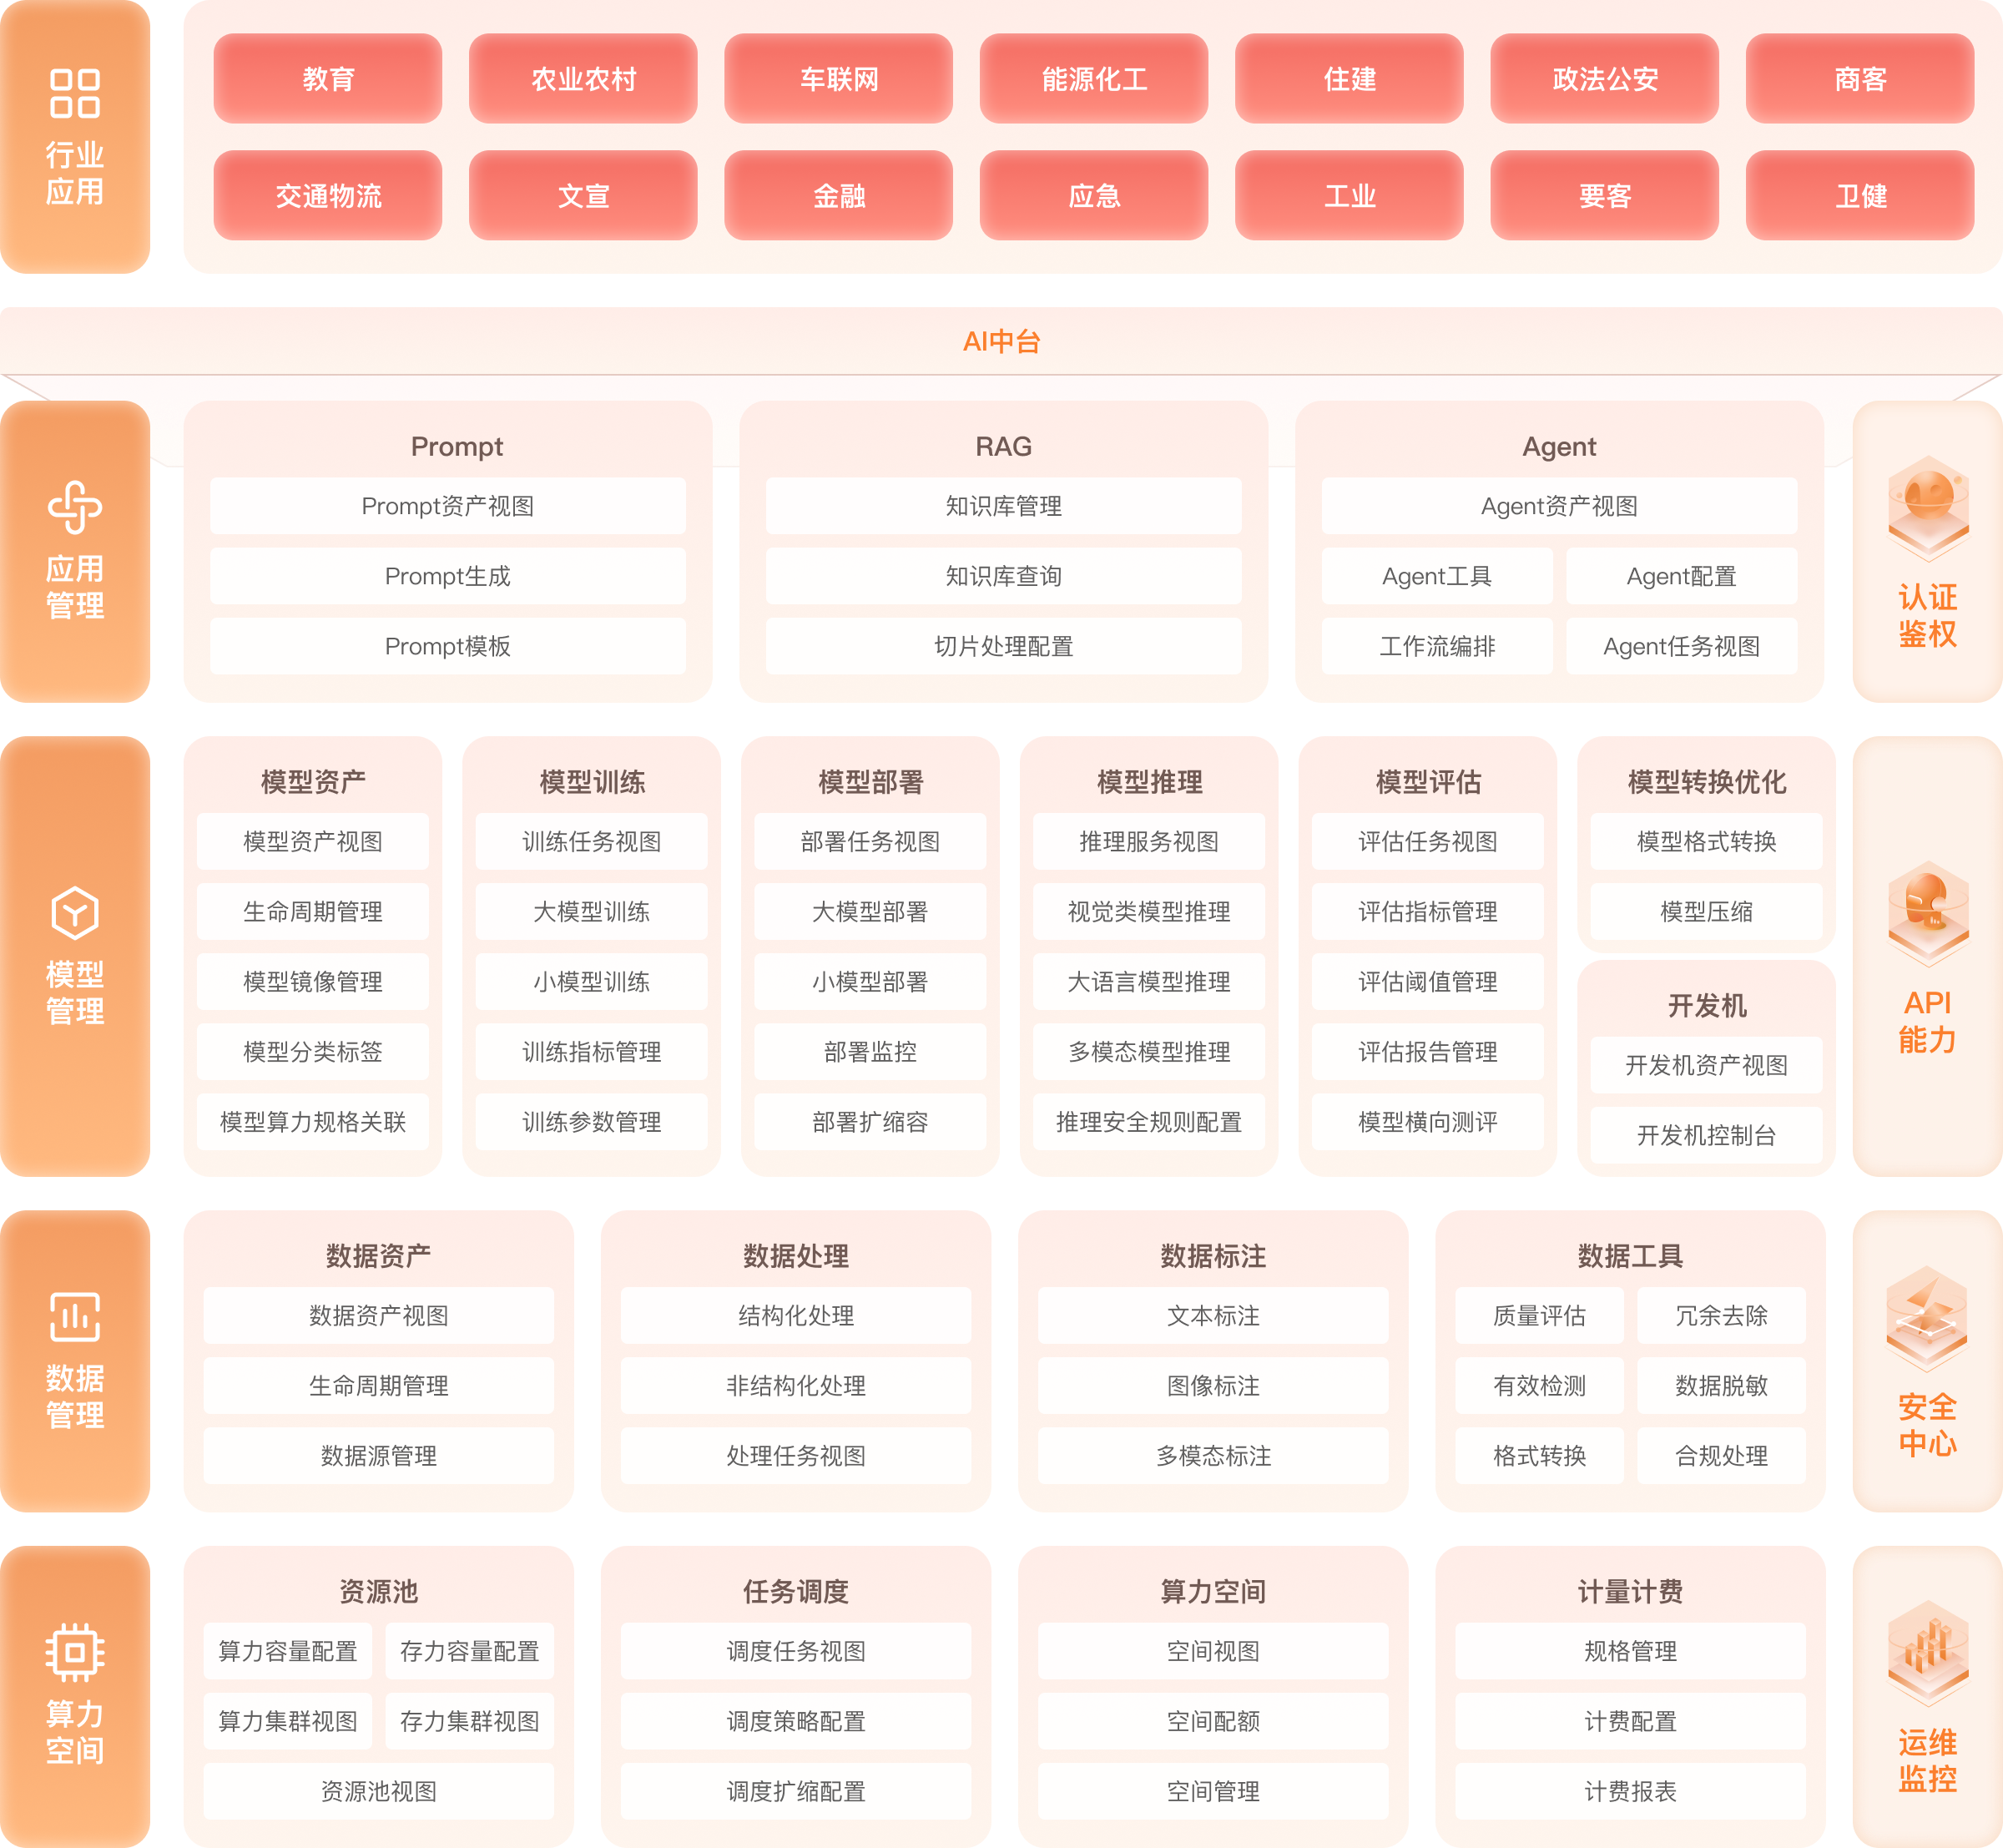 行业
应用
教育
农业农村
车联网
能源化工
住建
政法公安
商客
交通物流
文宣
金融
应急
工业
要客
卫健
AI中台
应用
管理
Prompt
Prompt资产视图
Prompt生成
Prompt模板
RAG
知识库管理
知识库查询
切片处理配置
Agent
Agent资产视图
Agent工具
Agent配置
工作流编排
Agent任务视图
认证
鉴权
模型
管理
模型资产
模型资产视图
生命周期管理
模型镜像管理
模型分类标签
模型算力规格关联
模型训练
训练任务视图
大模型训练
小模型训练
训练指标管理
训练参数管理
模型部署
部署任务视图
大模型部署
小模型部署
部署监控
部署扩缩容
模型推理
推理服务视图
视觉类模型推理
大语言模型推理
多模态模型推理
推理安全规则配置
模型评估
评估任务视图
评估指标管理
评估阈值管理
评估报告管理
模型横向测评
模型转换优化
模型格式转换
模型压缩
开发机
开发机资产视图
开发机控制台
API
能力
数据
管理
数据资产
数据资产视图
生命周期管理
数据源管理
数据处理
结构化处理
非结构化处理
处理任务视图
数据标注
文本标注
图像标注
多模态标注
数据工具
质量评估
冗余去除
有效检测
数据脱敏
格式转换
合规处理
安全
中心
算力
空间
资源池
算力容量配置
存力容量配置
算力集群视图
存力集群视图
资源池视图
任务调度
调度任务视图
调度策略配置
调度扩缩配置
算力空间
空间视图
空间配额
空间管理
计量计费
规格管理
计费配置
计费报表
运维
监控